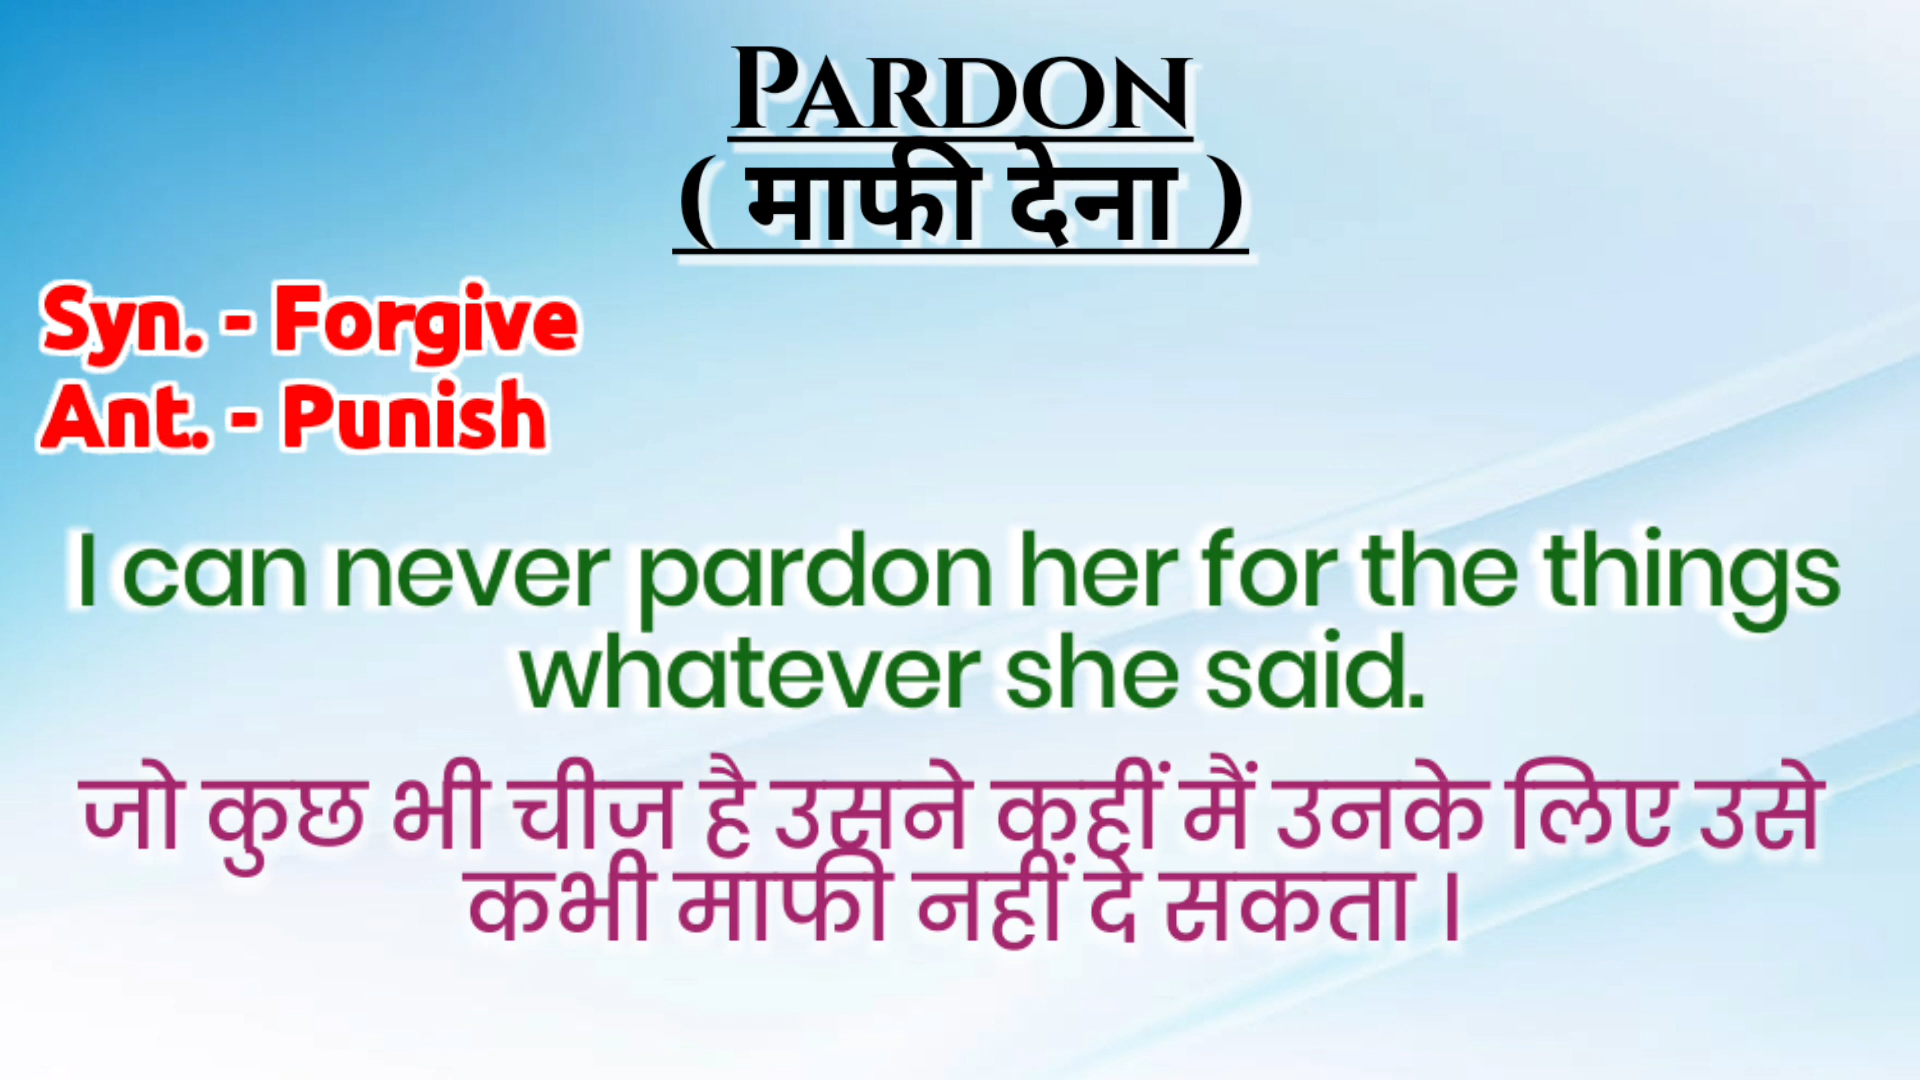 PARDON
( माफी देना )
Syn. - Forgive
Ant. - Punish
I can never pardon her for the things
whatever she said.
जो कुछ भी चीज है उसने कहीं मैं उनके लिए उसे
कभी माफी नहीं दे सकता ।